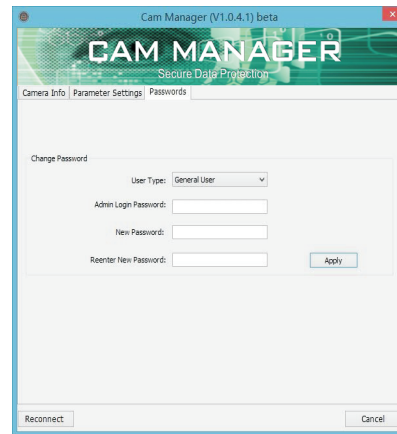 Cam Manager (V1.0.4.1) beta
x
CAM MANAGER
Secure Data Protection
Camera Info Parameter Settings Passwords
Change Password
User Type: General User
Admin Login Password:
New Password:
Reenter New Password:
Apply
Reconnect Cancel